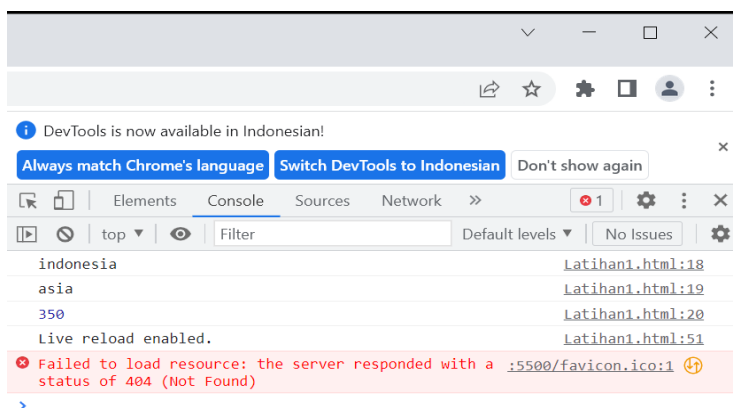 DevTools is now available in Indonesian!
Always match Chrome's language Switch DevTools to Indonesian Don't show again
Elements Console Sources Network 1
top Filter Default levels No Issues
indonesia Latihan1.html:18
asia Latihan1.html:19
350 Latihan1.html:20
Live reload enabled. Latihan1.html:51
Failed to load resource: the server responded with a :5500/favicon.ico:1
status of 404 (Not Found)